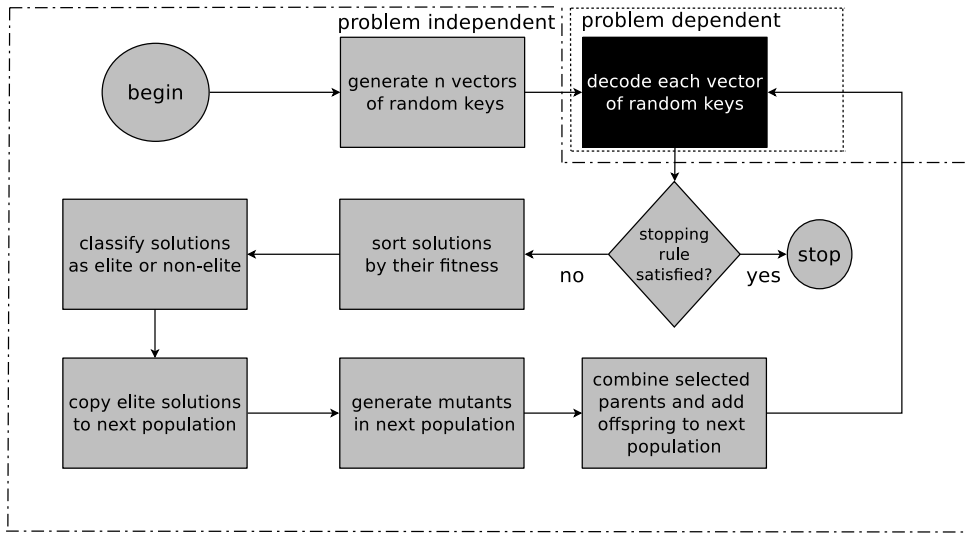 problem independent
problem dependent
begin
generate n vectors
of random keys
decode each vector
of random keys
stopping
rule
satisfied?
yes
stop
no
sort solutions
by their fitness
classify solutions
as elite or non-elite
copy elite solutions
to next population
generate mutants
in next population
combine selected
parents and add
offspring to next
population